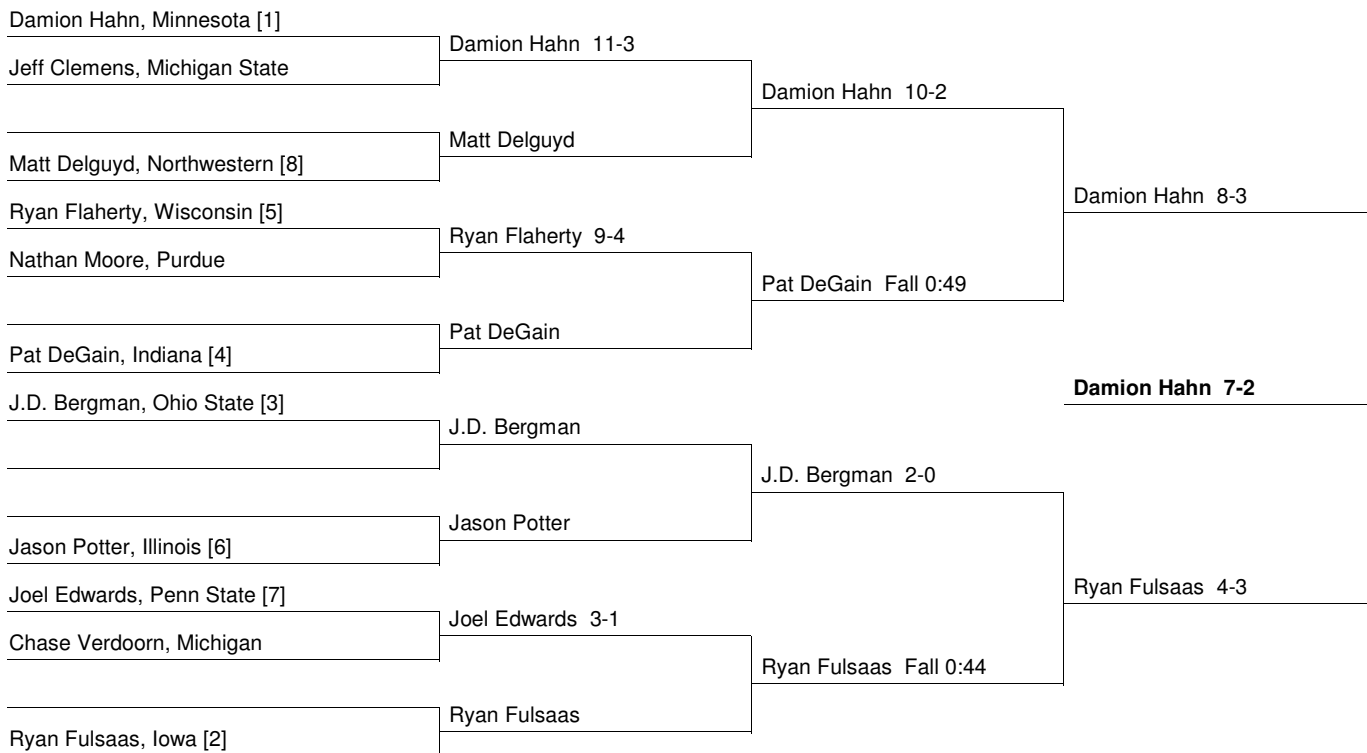 Damion Hahn, Minnesota [1]
Damion Hahn 11-3
Jeff Clemens, Michigan State
Damion Hahn 10-2
Matt Delguyd
Matt Delguyd, Northwestern [8]
Damion Hahn 8-3
Ryan Flaherty, Wisconsin [5]
Ryan Flaherty 9-4
Nathan Moore, Purdue
Pat DeGain Fall 0:49
Pat DeGain
Pat DeGain, Indiana [4]
Damion Hahn 7-2
J.D. Bergman, Ohio State [3]
J.D. Bergman
J.D. Bergman 2-0
Jason Potter
Jason Potter, Illinois [6]
Ryan Fulsaas 4-3
Joel Edwards, Penn State [7]
Joel Edwards 3-1
Chase Verdoorn, Michigan
Ryan Fulsaas Fall 0:44
Ryan Fulsaas
Ryan Fulsaas, Iowa [2]